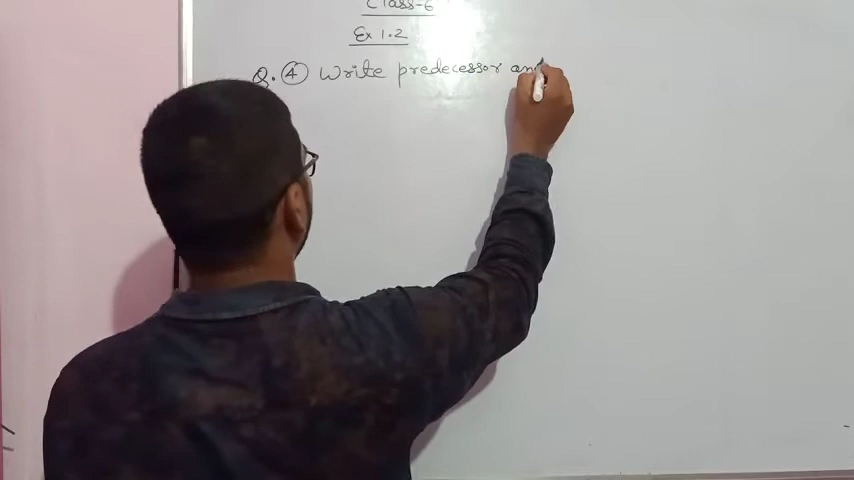 Class-6
Ex 1.2
Q. ④ Write predecessor an